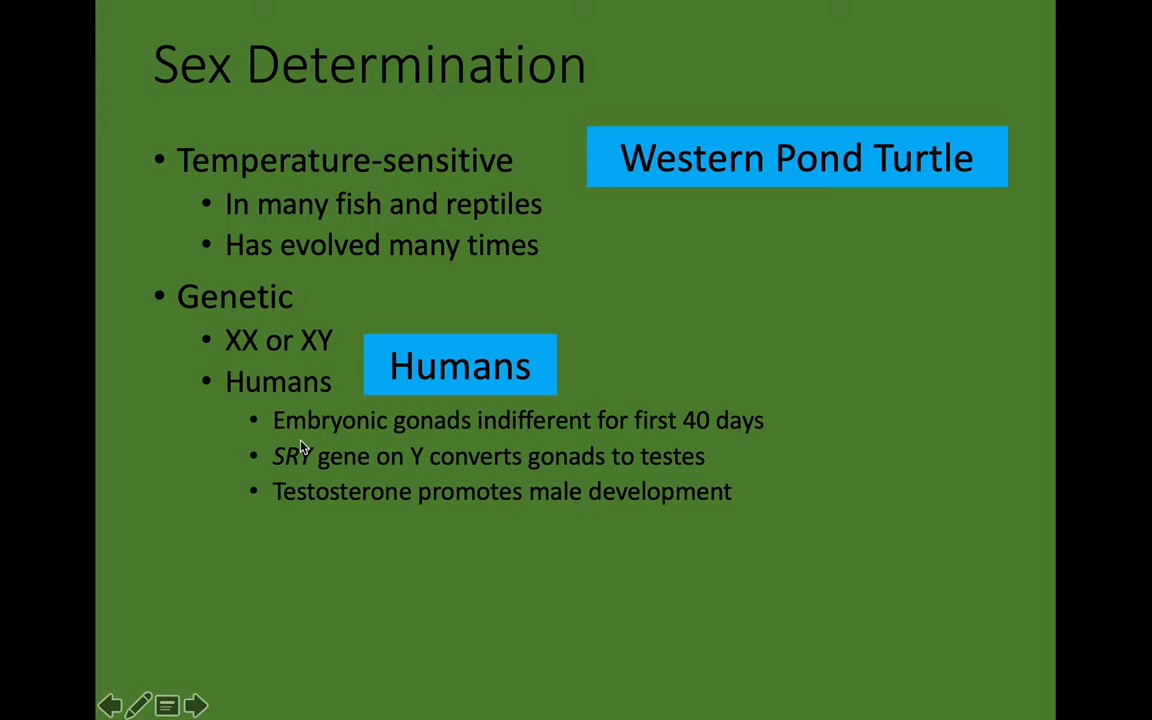 Sex Determination
• Temperature-sensitive
Western Pond Turtle
• In many fish and reptiles
• Has evolved many times
• Genetic
• XX or XY
Humans
• Humans
• Embryonic gonads indifferent for first 40 days
• SRY gene on Y converts gonads to testes
• Testosterone promotes male development